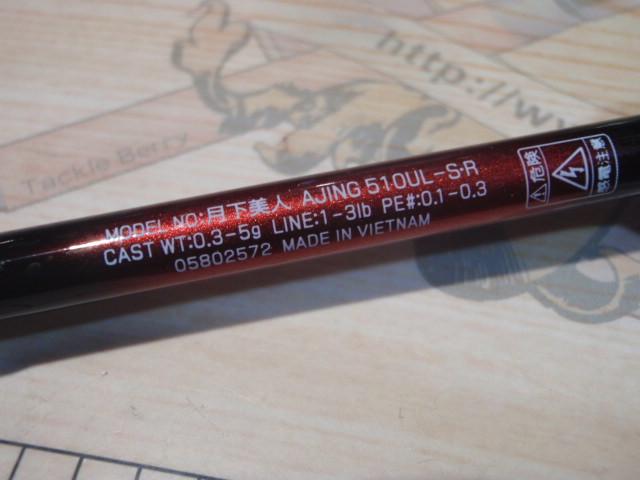 http://w
Tackle Berry
MODEL NO:月下美人 AJING 510UL-S・R
CAST WT:0.3-5g LINE:1-3lb PE#:0.1-0.3
05802572 MADE IN VIETNAM
危険
感電注意